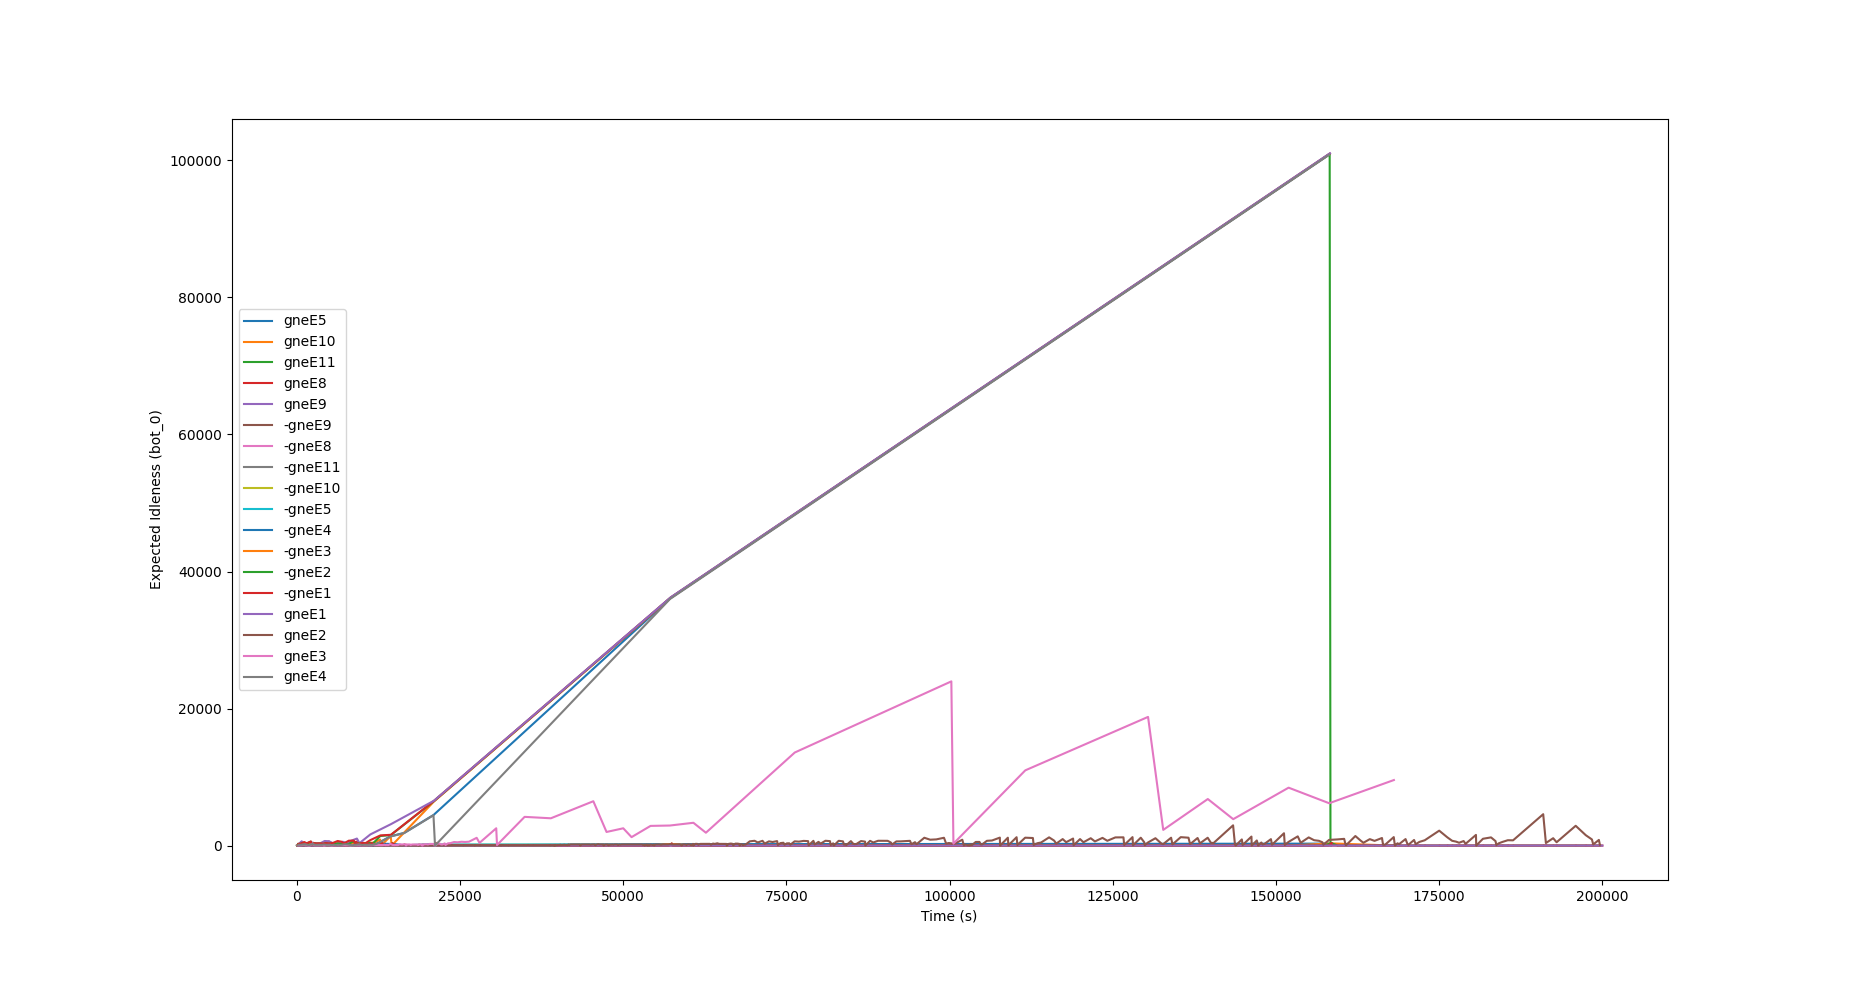 100000
80000
60000
40000
20000
0
Expected Idleness (bot_0)
gneE5
gneE10
gneE11
gneE8
gneE9
-gneE9
-gneE8
-gneE11
-gneE10
-gneE5
-gneE4
-gneE3
-gneE2
-gneE1
gneE1
gneE2
gneE3
gneE4
0 25000 50000 75000 100000 125000 150000 175000 200000
Time (s)